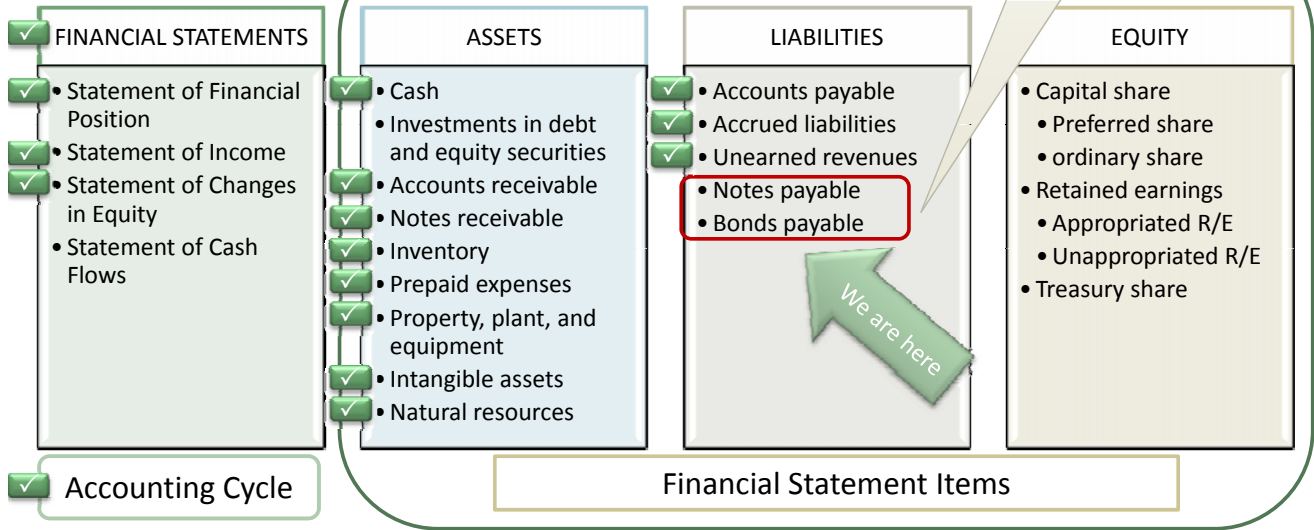 FINANCIAL STATEMENTS
• Statement of Financial
Position
• Statement of Income
• Statement of Changes
in Equity
• Statement of Cash
Flows
ASSETS
• Cash
• Investments in debt
and equity securities
• Accounts receivable
• Notes receivable
• Inventory
• Prepaid expenses
• Property, plant, and
equipment
• Intangible assets
• Natural resources
LIABILITIES
• Accounts payable
• Accrued liabilities
• Unearned revenues
• Notes payable
• Bonds payable
We are here
EQUITY
• Capital share
• Preferred share
• ordinary share
• Retained earnings
• Appropriated R/E
• Unappropriated R/E
• Treasury share
Accounting Cycle
Financial Statement Items